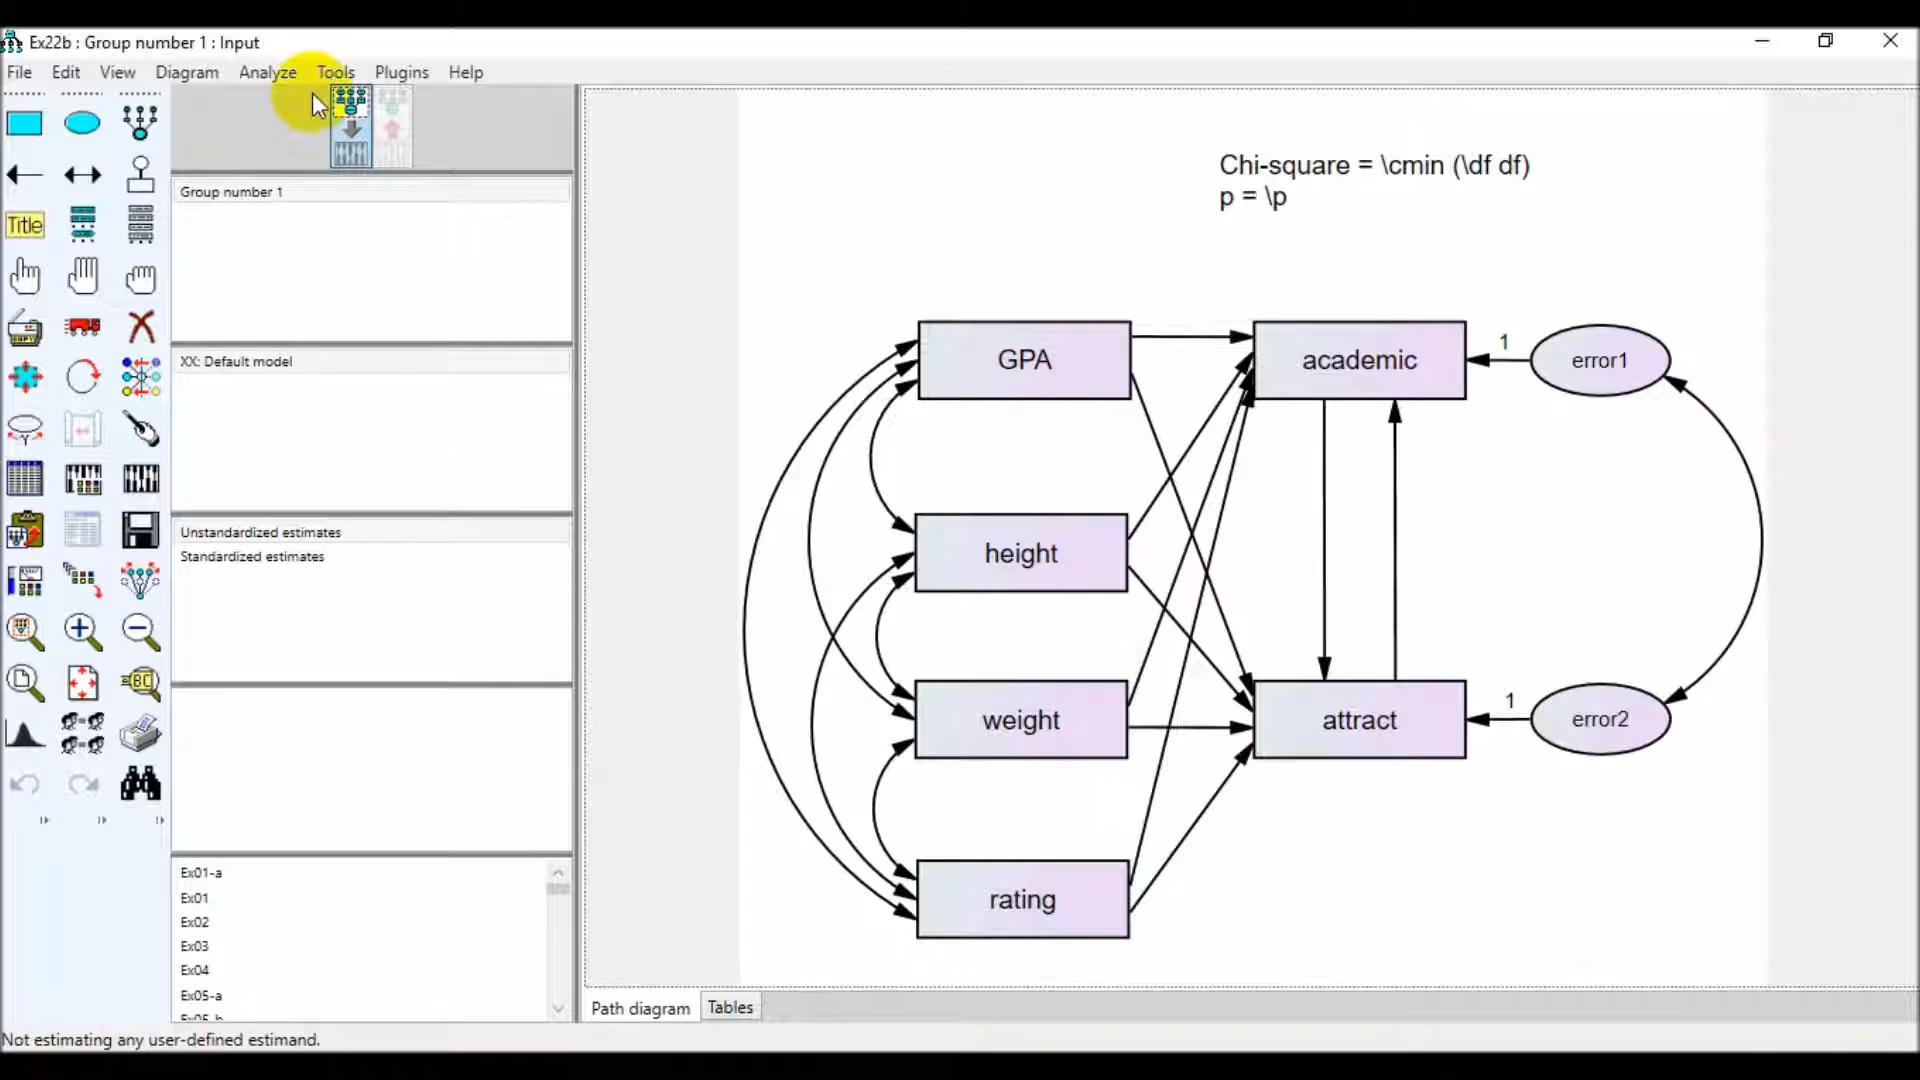 Ex22b : Group number 1 : Input
File Edit View Diagram Analyze Tools Plugins Help
Title
Group number 1
XX: Default model
Unstandardized estimates
Standardized estimates
Ex01-a
Ex01
Ex02
Ex03
Ex04
Ex05-a
Ex05-b
Chi-square = \cmin (\df df)
p = \p
GPA
academic
1
error1
height
weight
attract
1
error2
rating
Path diagram Tables
Not estimating any user-defined estimand.